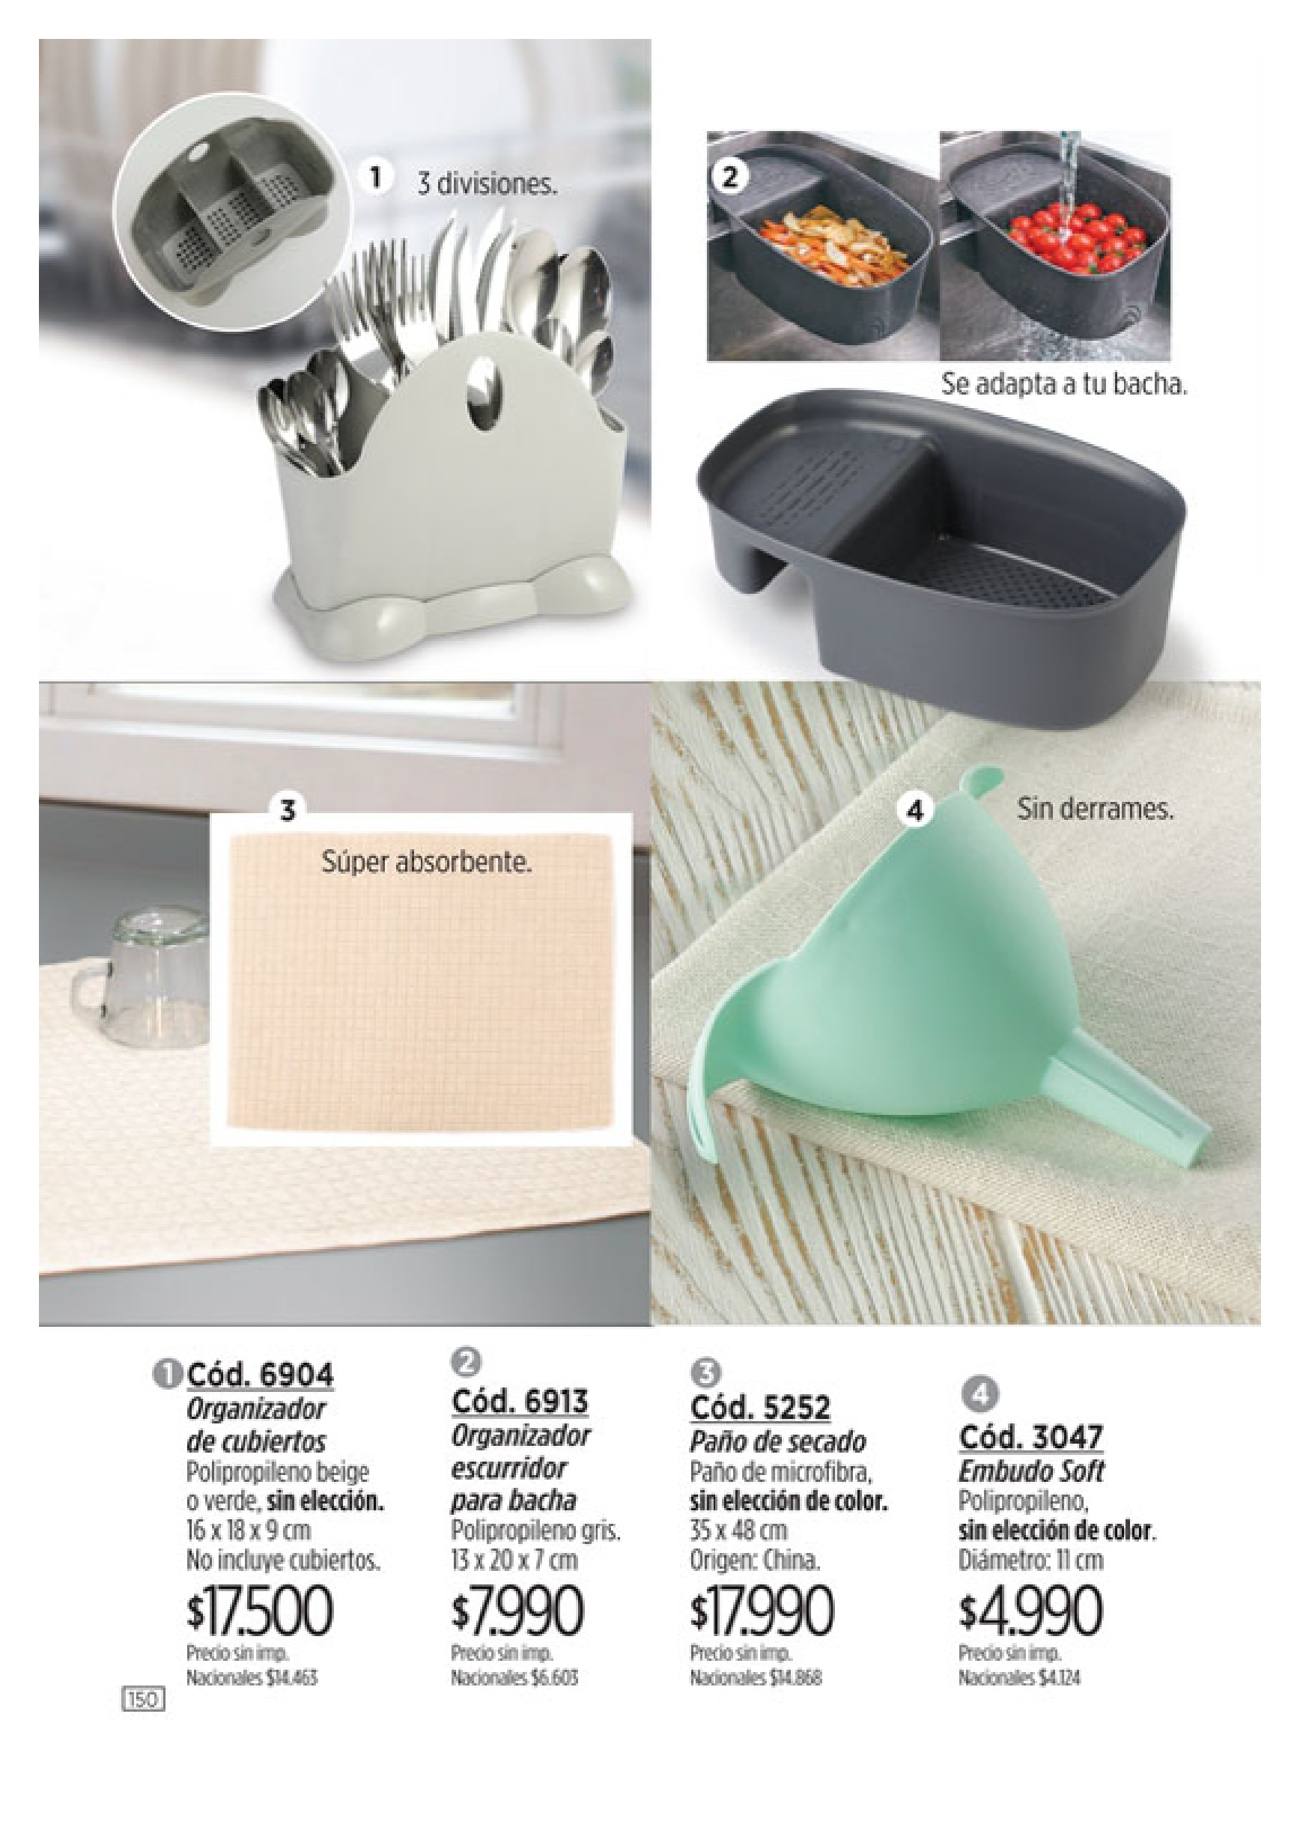 1
3 divisiones.
2
Se adapta a tu bacha.
3
Súper absorbente.
4
Sin derrames.
1 Cód. 6904
Organizador
de cubiertos
Polipropileno beige
o verde, sin elección.
16 x 18 x 9 cm
No incluye cubiertos.
$17.500
Precio sin imp.
Nacionales $14.463
2
Cód. 6913
Organizador
escurridor
para bacha
Polipropileno gris.
13 x 20 x 7 cm
$7.990
Precio sin imp.
Nacionales $6.603
3
Cód. 5252
Paño de secado
Paño de microfibra,
sin elección de color.
35 x 48 cm
Origen: China.
$17.990
Precio sin imp.
Nacionales $14.868
4
Cód. 3047
Embudo Soft
Polipropileno,
sin elección de color.
Diámetro: 11 cm
$4.990
Precio sin imp.
Nacionales $4.124
150